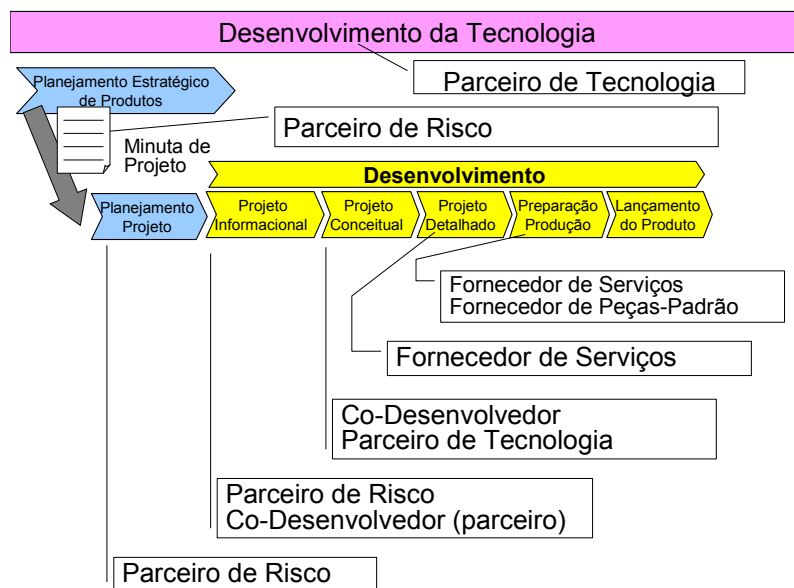 Desenvolvimento da Tecnologia
Planejamento Estratégico
de Produtos
Parceiro de Tecnologia
Parceiro de Risco
Minuta de
Projeto
Desenvolvimento
Planejamento
Projeto
Projeto
Informacional
Projeto
Conceitual
Projeto
Detalhado
Preparação
Produção
Lançamento
do Produto
Fornecedor de Serviços
Fornecedor de Peças-Padrão
Fornecedor de Serviços
Co-Desenvolvedor
Parceiro de Tecnologia
Parceiro de Risco
Co-Desenvolvedor (parceiro)
Parceiro de Risco